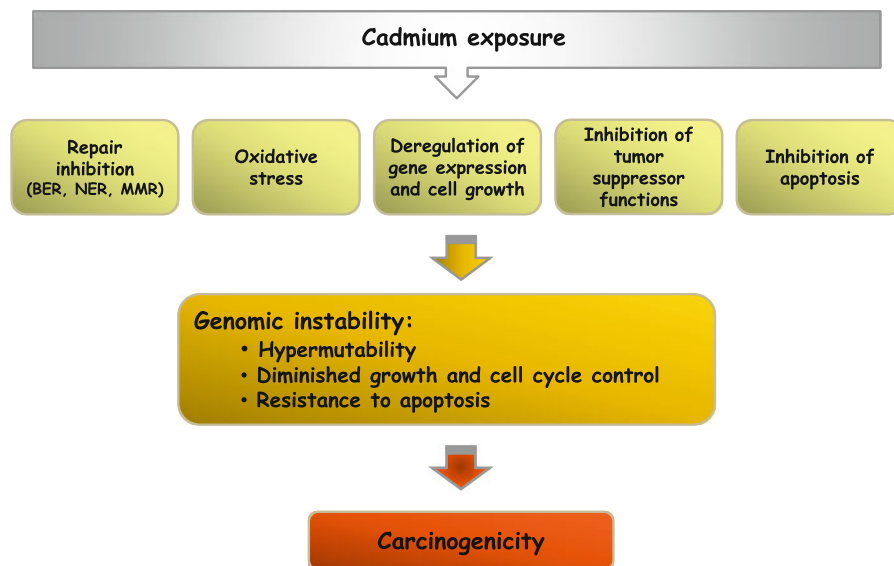 Cadmium exposure
Repair
inhibition
(BER, NER, MMR)
Oxidative
stress
Deregulation of
gene expression
and cell growth
Inhibition of
tumor
suppressor
functions
Inhibition of
apoptosis
Genomic instability:
• Hypermutability
• Diminished growth and cell cycle control
• Resistance to apoptosis
Carcinogenicity